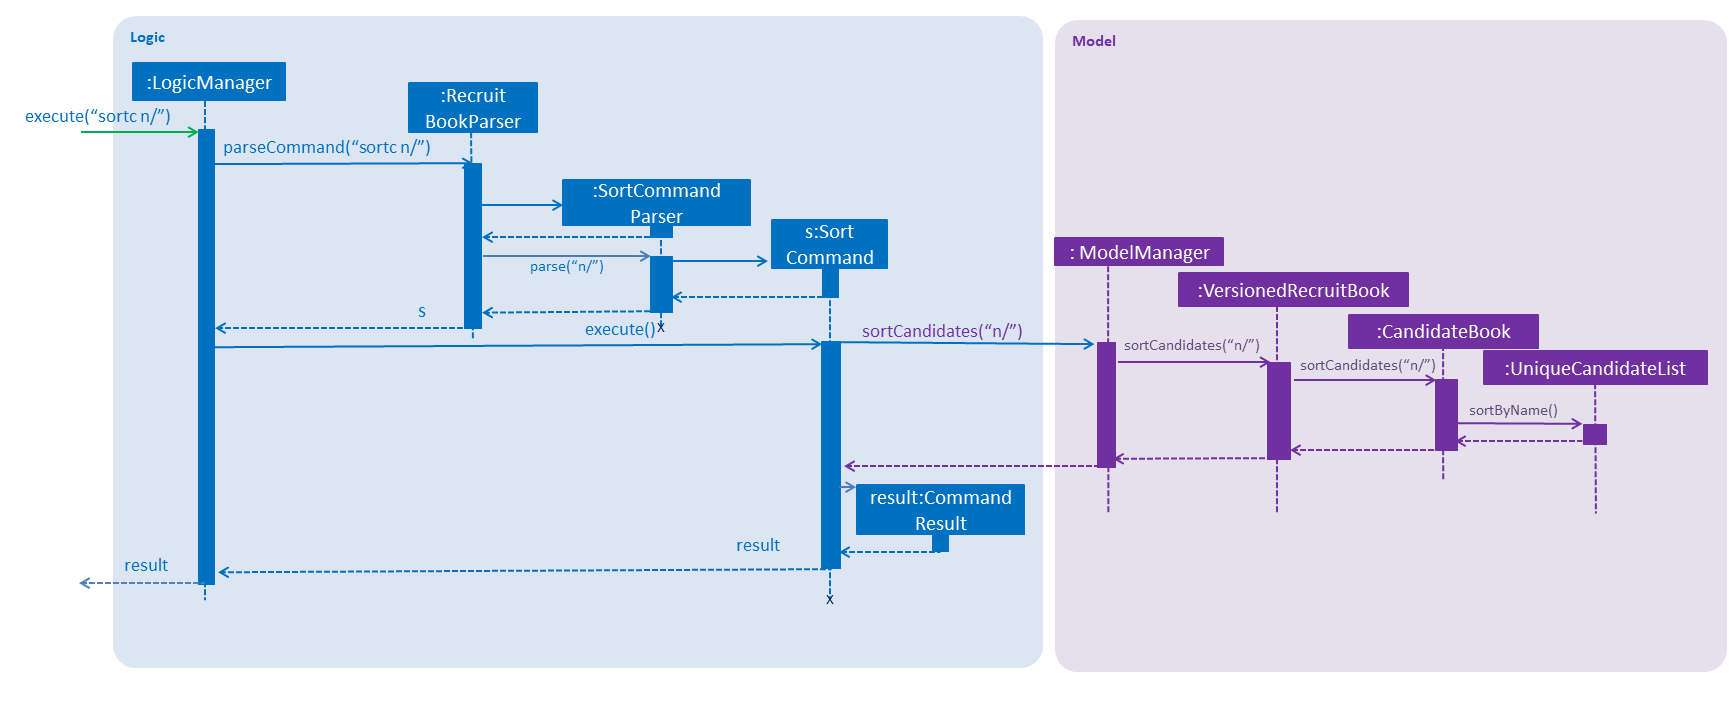 Logic
Model
:LogicManager
:Recruit
BookParser
execute(“sortc n/”)
parseCommand(“sortc n/”)
:SortCommand
Parser
s:Sort
Command
parse(“n/”)
: ModelManager
:VersionedRecruitBook
s
execute()
x
sortCandidates(“n/”)
:CandidateBook
sortCandidates(“n/”)
sortCandidates(“n/”)
:UniqueCandidateList
sortByName()
result:Command
Result
result
result
x